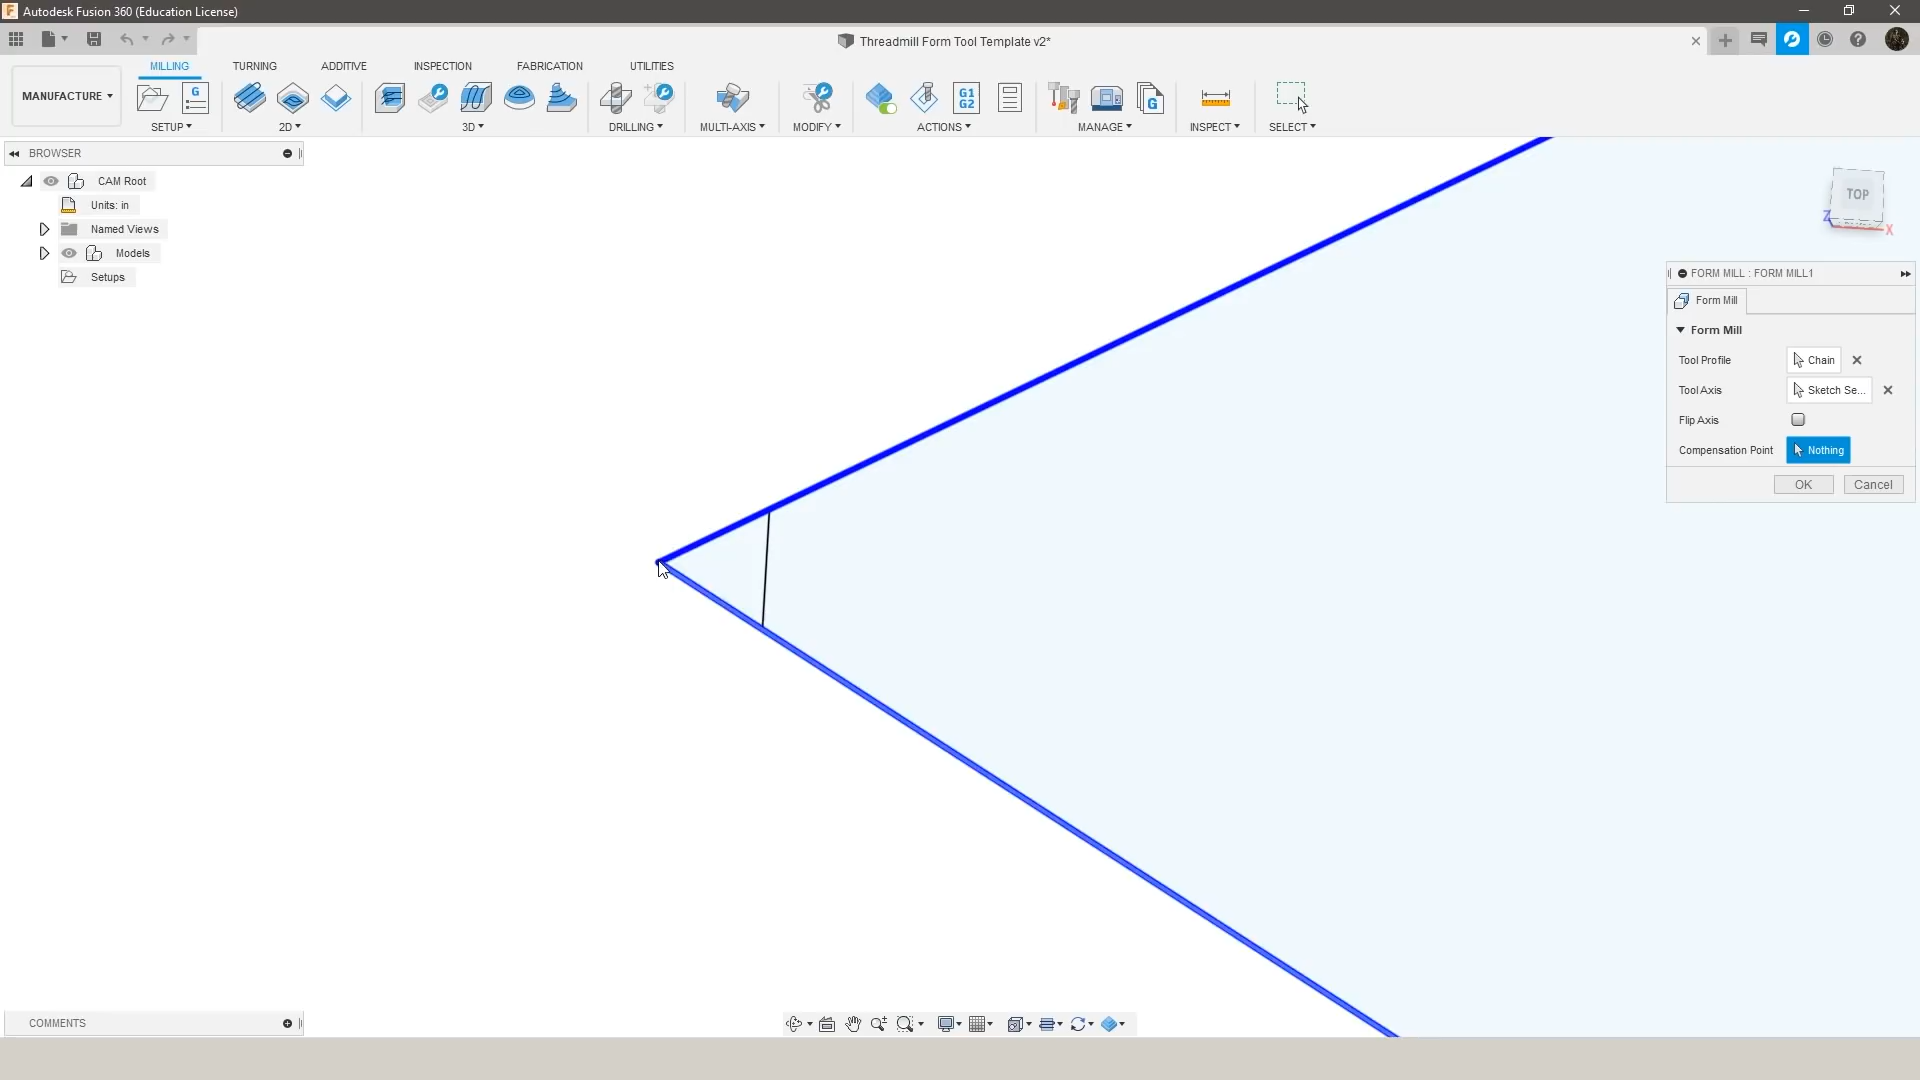 Autodesk Fusion 360 (Education License)
Threadmill Form Tool Template v2*
MILLING TURNING ADDITIVE INSPECTION FABRICATION UTILITIES
MANUFACTURE
G
G1
G2
G
SETUP 2D 3D DRILLING MULTI-AXIS MODIFY ACTIONS MANAGE INSPECT SELECT
BROWSER
CAM Root
Units: in
Named Views
Models
Setups
TOP
Z
X
FORM MILL : FORM MILL1
Form Mill
Form Mill
Tool Profile Chain
Tool Axis Sketch Se...
Flip Axis
Compensation Point Nothing
OK Cancel
COMMENTS